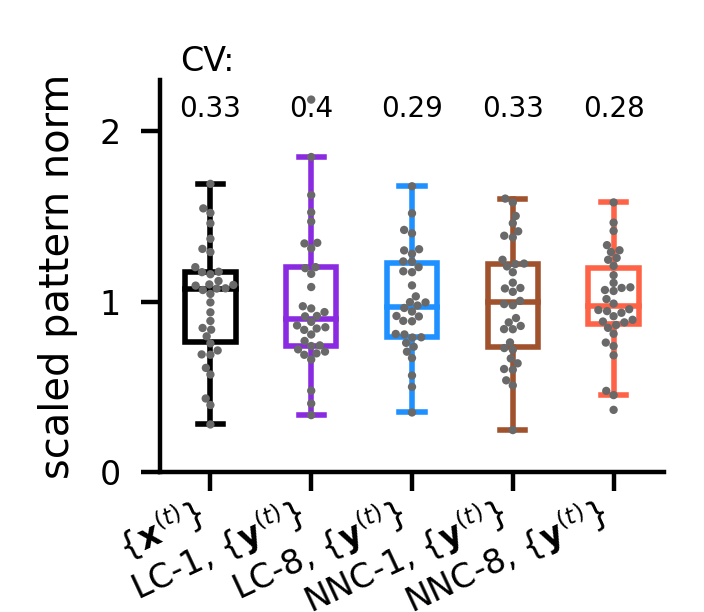 CV:
0.33 0.4 0.29 0.33 0.28
scaled pattern norm
2
1
0
{𝐱⁽ᵗ⁾}
LC-1, {𝐲⁽ᵗ⁾}
LC-8, {𝐲⁽ᵗ⁾}
NNC-1, {𝐲⁽ᵗ⁾}
NNC-8, {𝐲⁽ᵗ⁾}